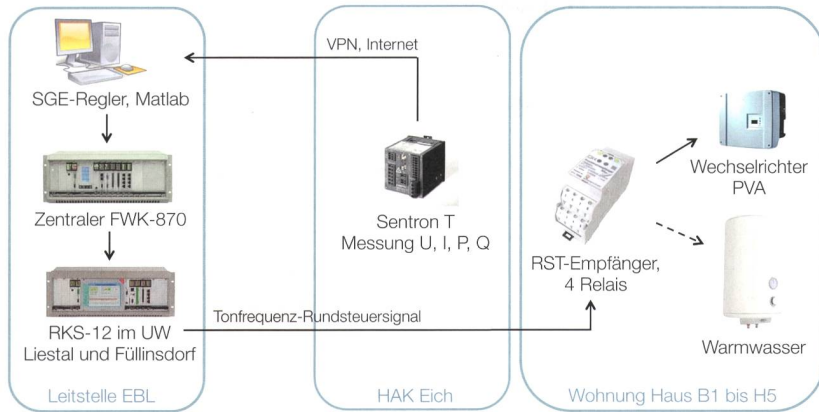 VPN, Internet
SGE-Regler, Matlab
Zentraler FWK-870
RKS-12 im UW
Liestal und Füllinsdorf
Leitstelle EBL
Sentron T
Messung U, I, P, Q
Tonfrequenz-Rundsteuersignal
HAK Eich
RST-Empfänger,
4 Relais
Wechselrichter
PVA
Warmwasser
Wohnung Haus B1 bis H5